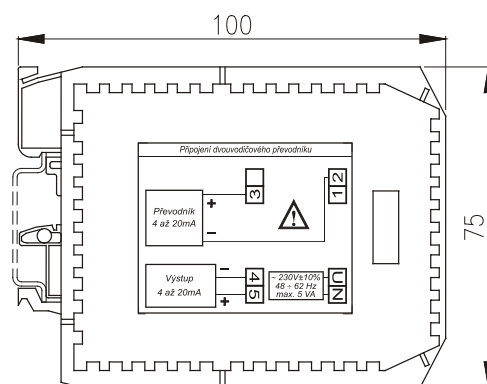 100
Připojení dvouvodičového převodníku
3
1 2
Převodník
4 až 20mA
+
−
!
Výstup
4 až 20mA
−
+
4
5
~ 230V±10%
48 ÷ 62 Hz
max. 5 VA
U
N
75